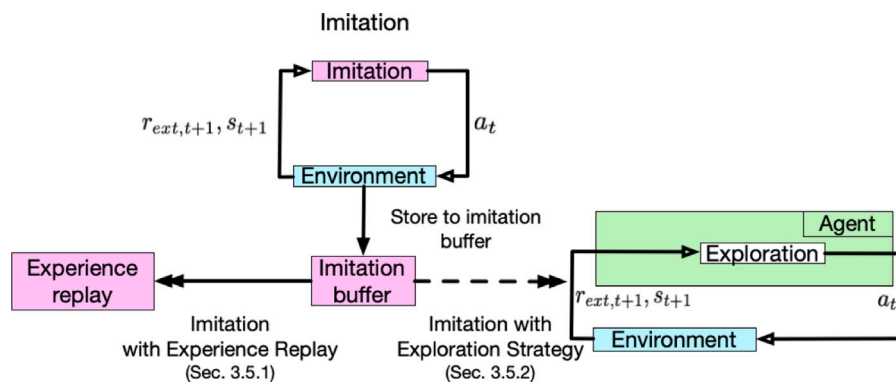 Imitation
Imitation
r_{ext,t+1}, s_{t+1}
a_t
Environment
Store to imitation
buffer
Agent
Exploration
Experience
replay
Imitation
buffer
r_{ext,t+1}, s_{t+1}
a_t
Imitation
with Experience Replay
(Sec. 3.5.1)
Imitation with
Exploration Strategy
(Sec. 3.5.2)
Environment